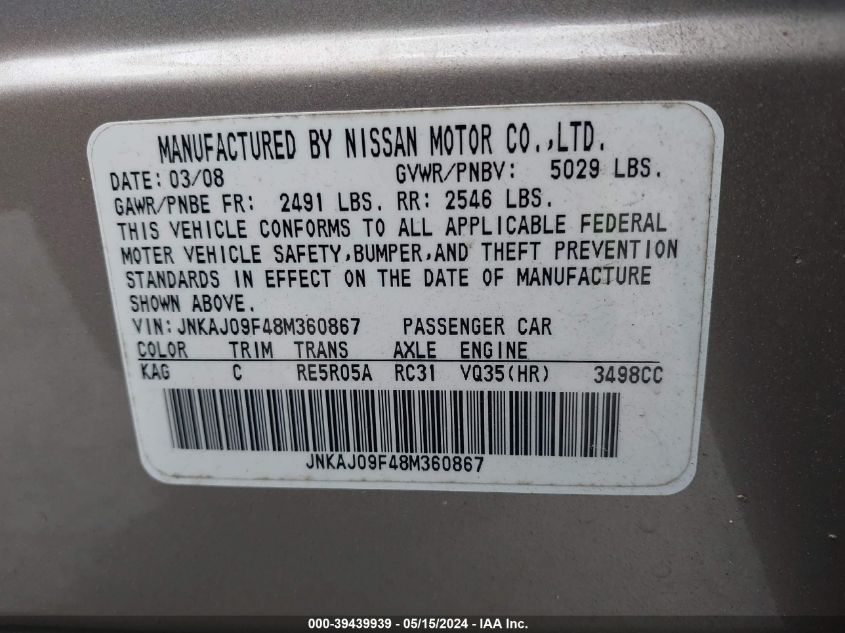 MANUFACTURED BY NISSAN MOTOR CO.,LTD.
DATE: 03/08 GVWR/PNBV: 5029 LBS.
GAWR/PNBE FR: 2491 LBS. RR: 2546 LBS.
THIS VEHICLE CONFORMS TO ALL APPLICABLE FEDERAL
MOTER VEHICLE SAFETY,BUMPER,AND THEFT PREVENTION
STANDARDS IN EFFECT ON THE DATE OF MANUFACTURE
SHOWN ABOVE.
VIN: JNKAJ09F48M360867 PASSENGER CAR
COLOR TRIM TRANS AXLE ENGINE
KAG C RE5R05A RC31 VQ35(HR) 3498CC
JNKAJ09F48M360867
000-39439939 - 05/15/2024 - IAA Inc.